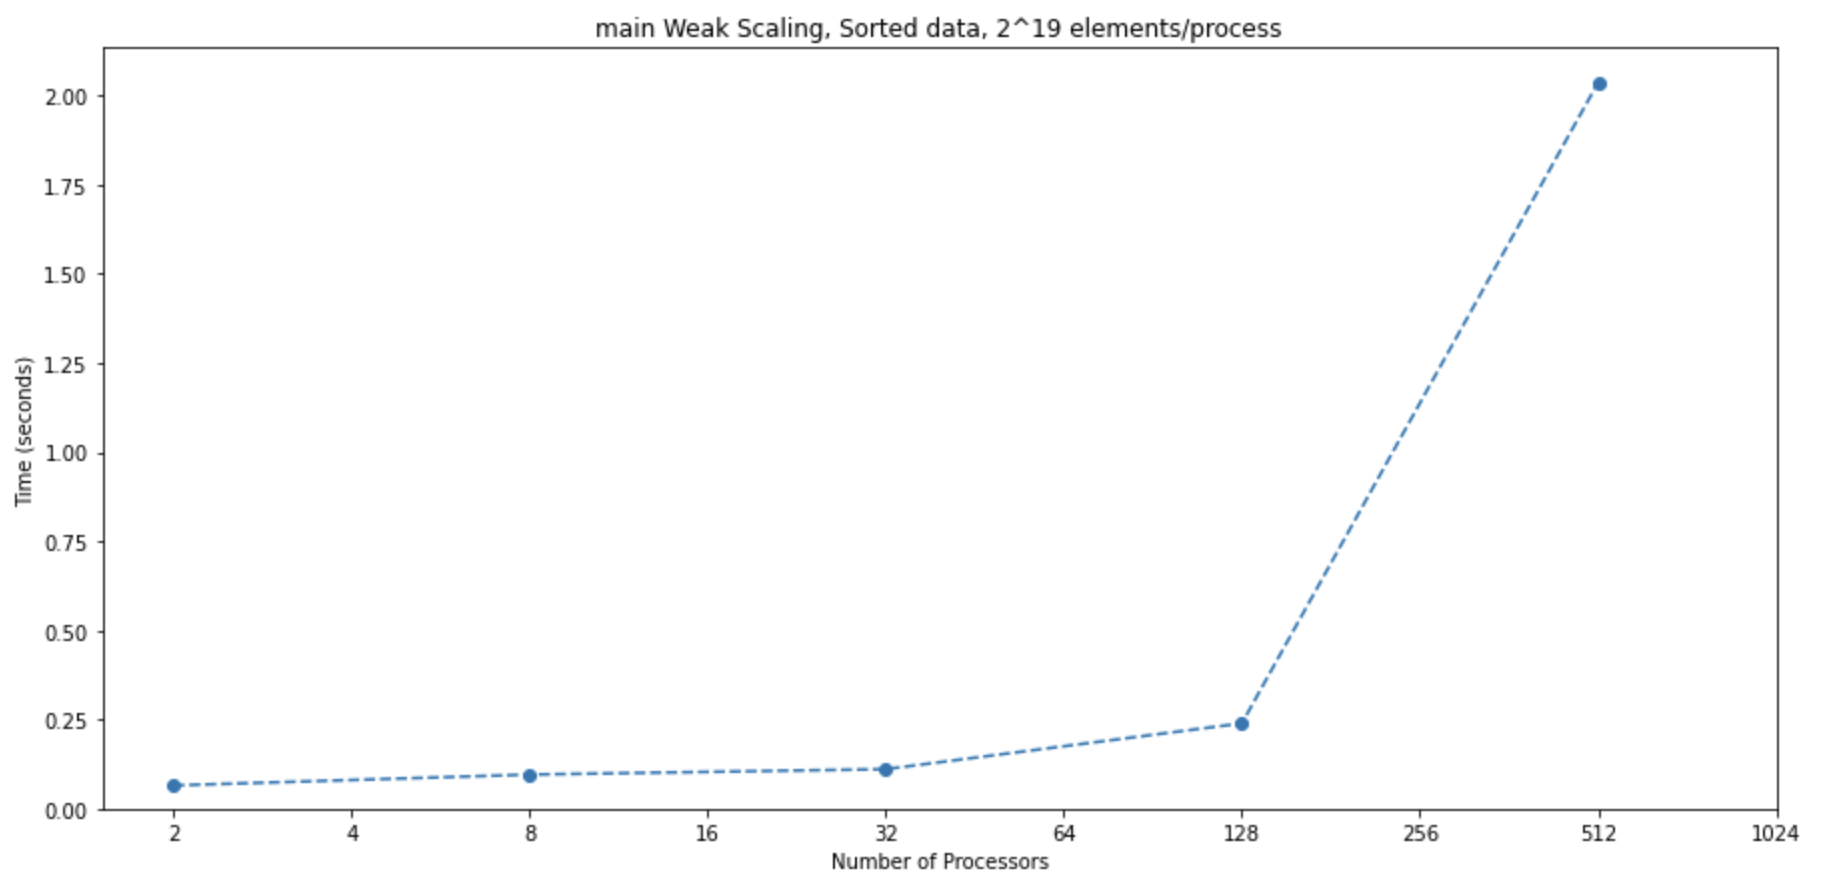 main Weak Scaling, Sorted data, 2^19 elements/process
2.00
1.75
1.50
1.25
1.00
0.75
0.50
0.25
0.00
Time (seconds)
2 4 8 16 32 64 128 256 512 1024
Number of Processors